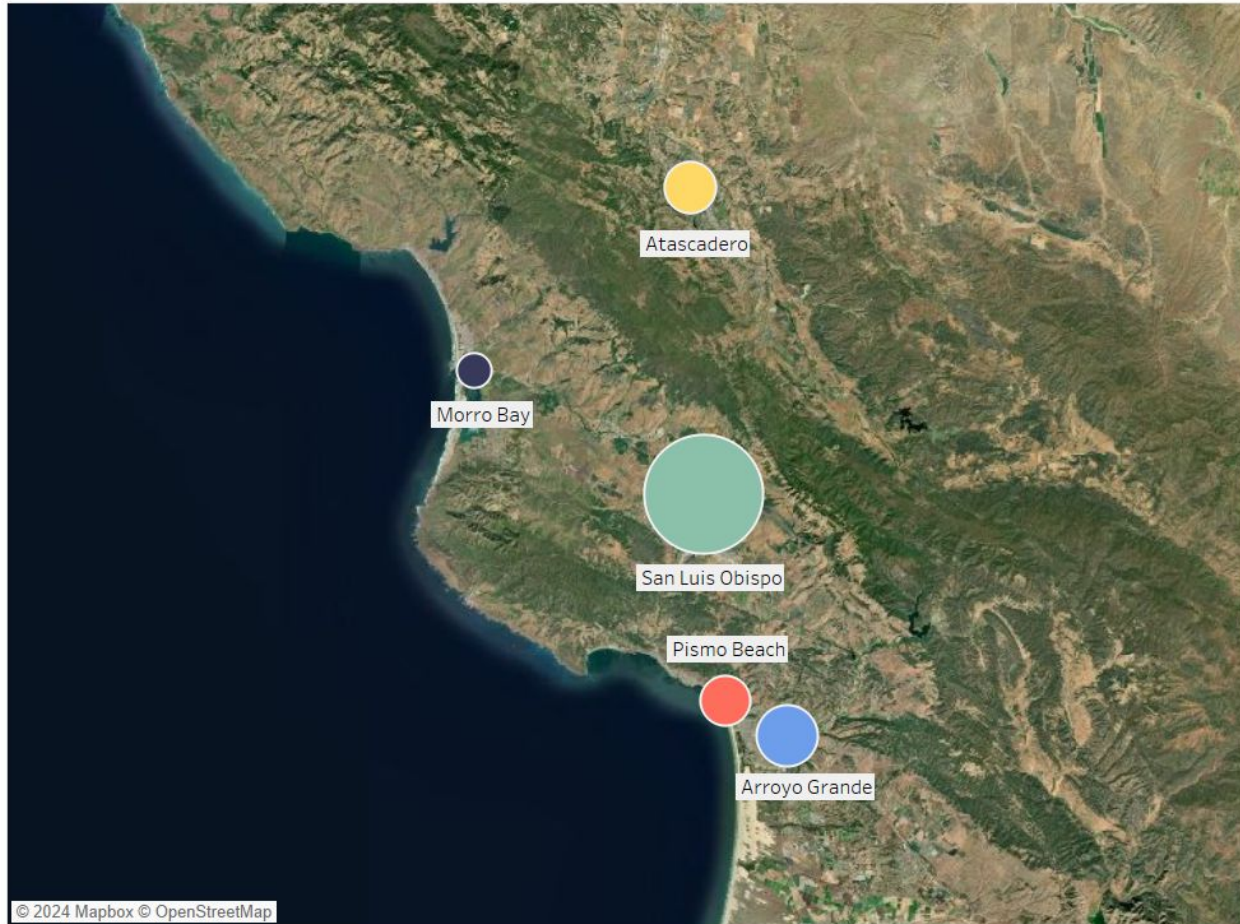 Atascadero
Morro Bay
San Luis Obispo
Pismo Beach
Arroyo Grande
© 2024 Mapbox © OpenStreetMap